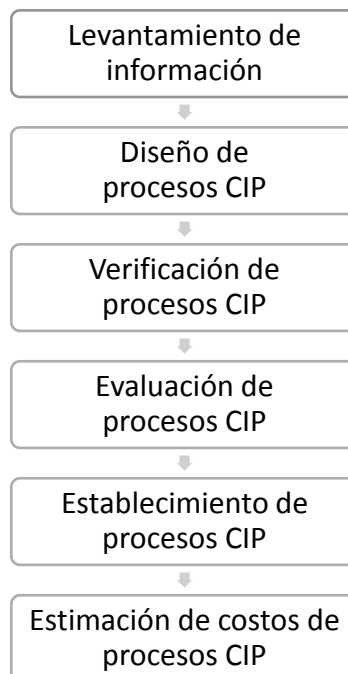 Levantamiento de
información
Diseño de
procesos CIP
Verificación de
procesos CIP
Evaluación de
procesos CIP
Establecimiento de
procesos CIP
Estimación de costos de
procesos CIP